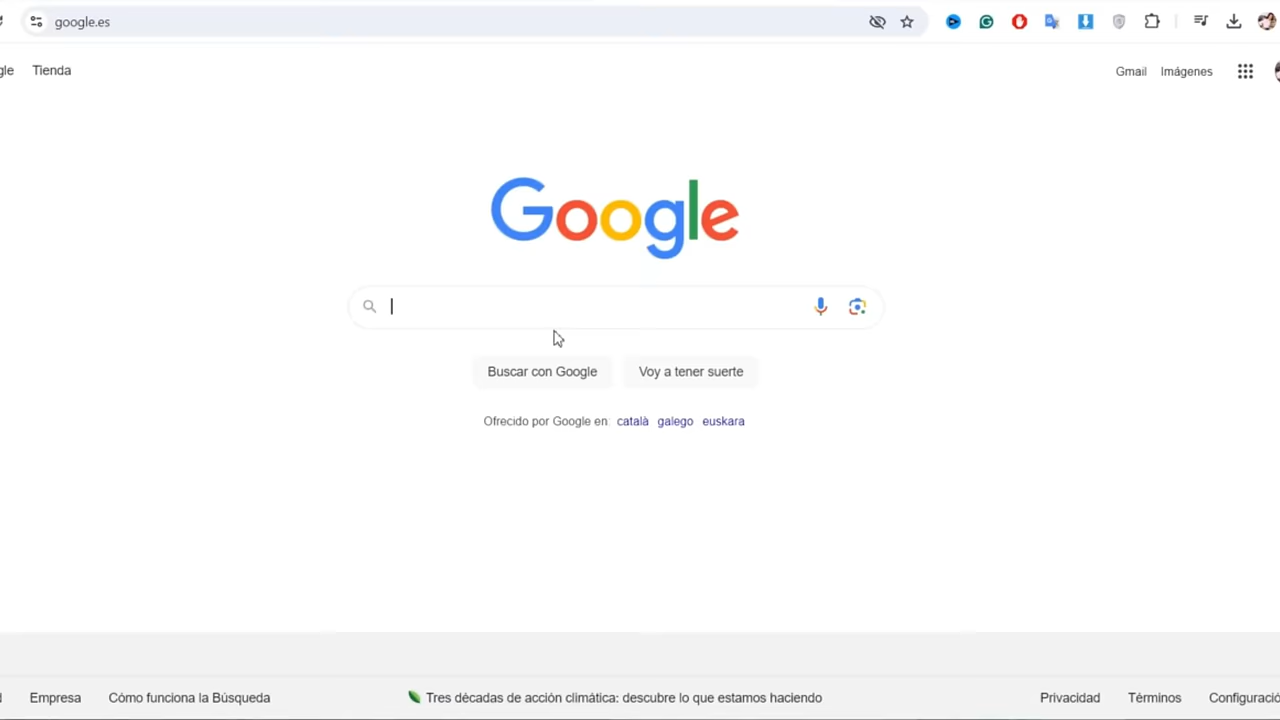 google.es
gle Tienda Gmail Imágenes
Google
Buscar con Google Voy a tener suerte
Ofrecido por Google en: català galego euskara
Empresa Cómo funciona la Búsqueda Tres décadas de acción climática: descubre lo que estamos haciendo Privacidad Términos Configuració